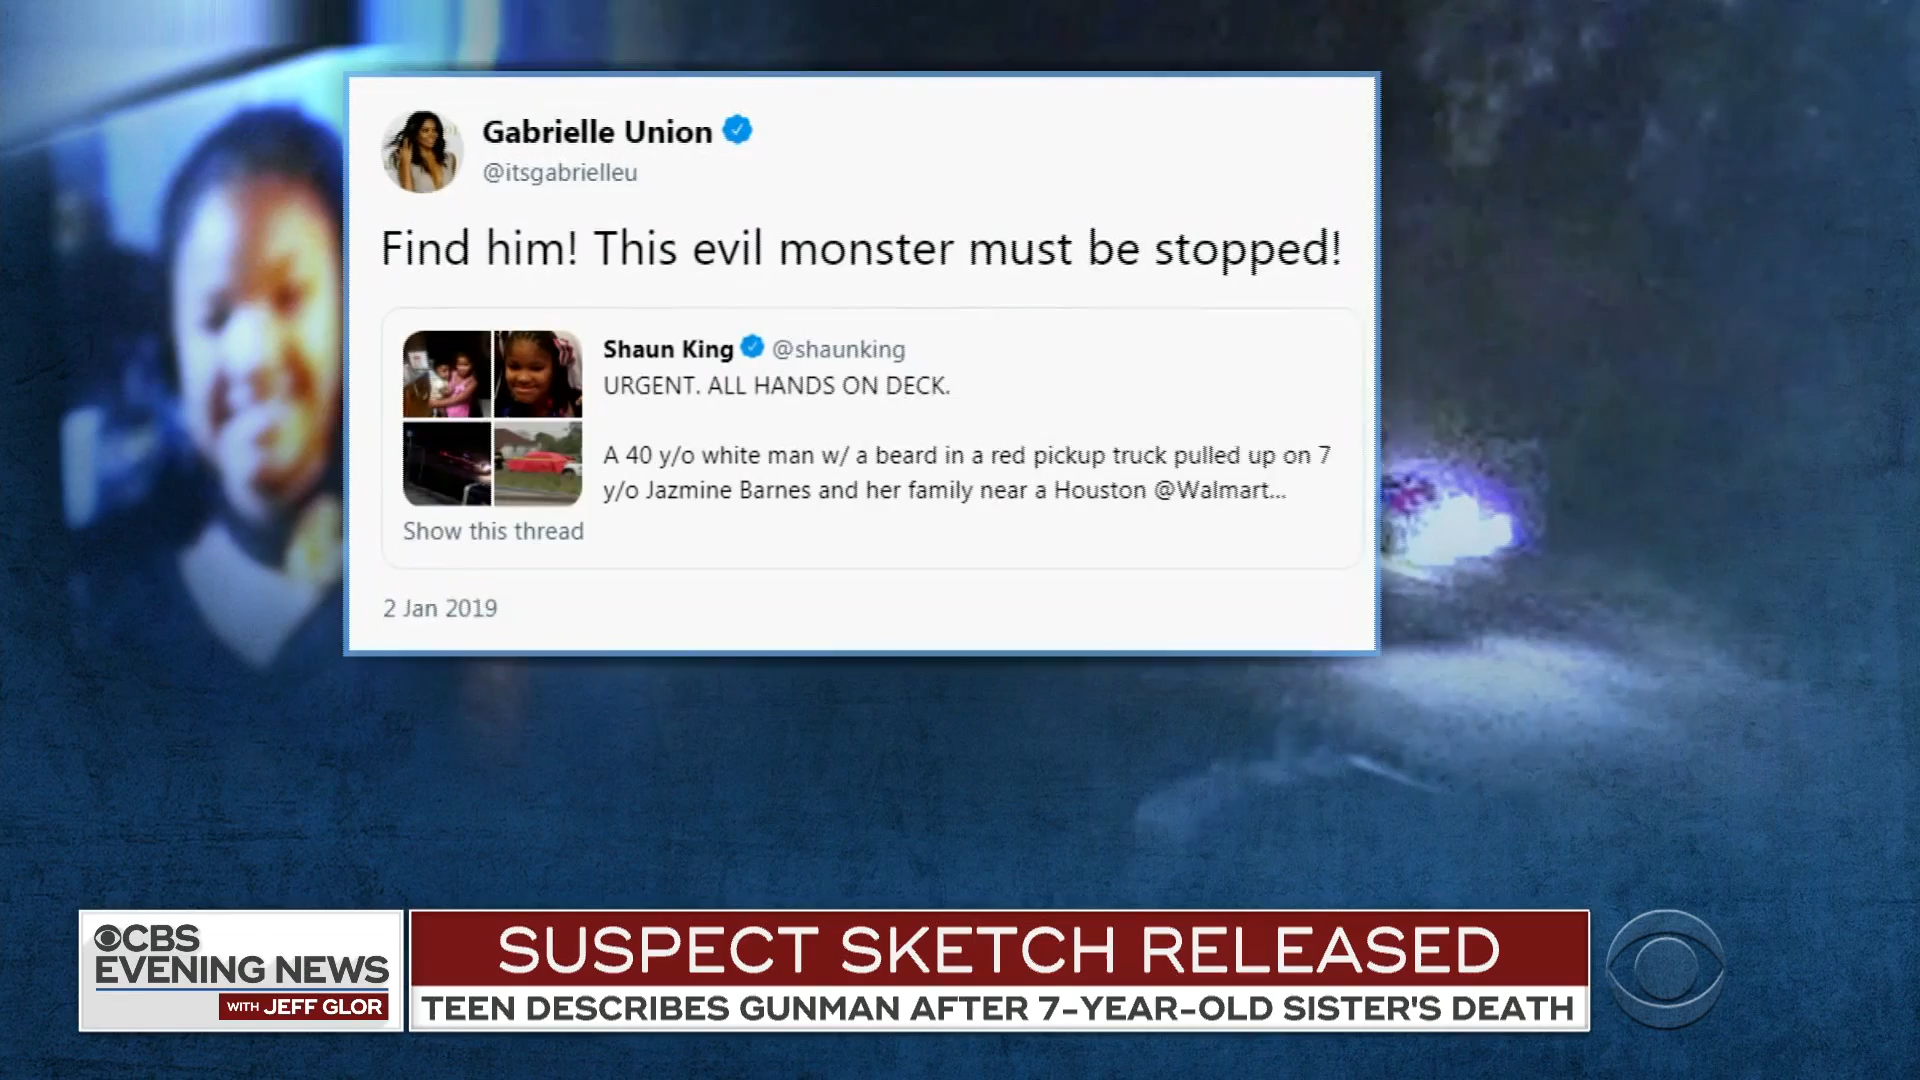 Gabrielle Union
@itsgabrielleu
Find him! This evil monster must be stopped!
Shaun King @shaunking
URGENT. ALL HANDS ON DECK.
A 40 y/o white man w/ a beard in a red pickup truck pulled up on 7
y/o Jazmine Barnes and her family near a Houston @Walmart...
Show this thread
2 Jan 2019
CBS
EVENING NEWS
WITH JEFF GLOR
SUSPECT SKETCH RELEASED
TEEN DESCRIBES GUNMAN AFTER 7-YEAR-OLD SISTER'S DEATH